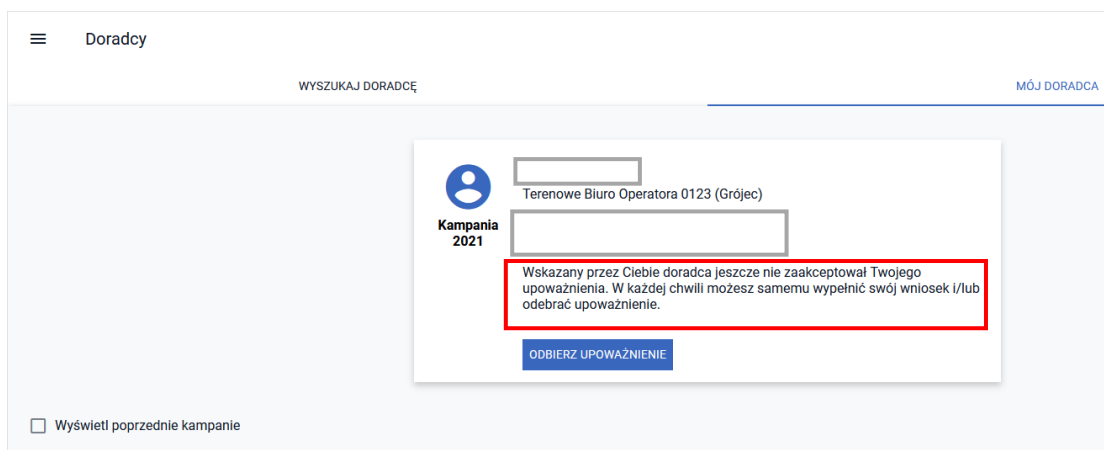 Doradcy
WYSZUKAJ DORADCĘ
MÓJ DORADCA
Terenowe Biuro Operatora 0123 (Grójec)
Kampania
2021
Wskazany przez Ciebie doradca jeszcze nie zaakceptował Twojego
upoważnienia. W każdej chwili możesz samemu wypełnić swój wniosek i/lub
odebrać upoważnienie.
ODBIERZ UPOWAŻNIENIE
Wyświetl poprzednie kampanie